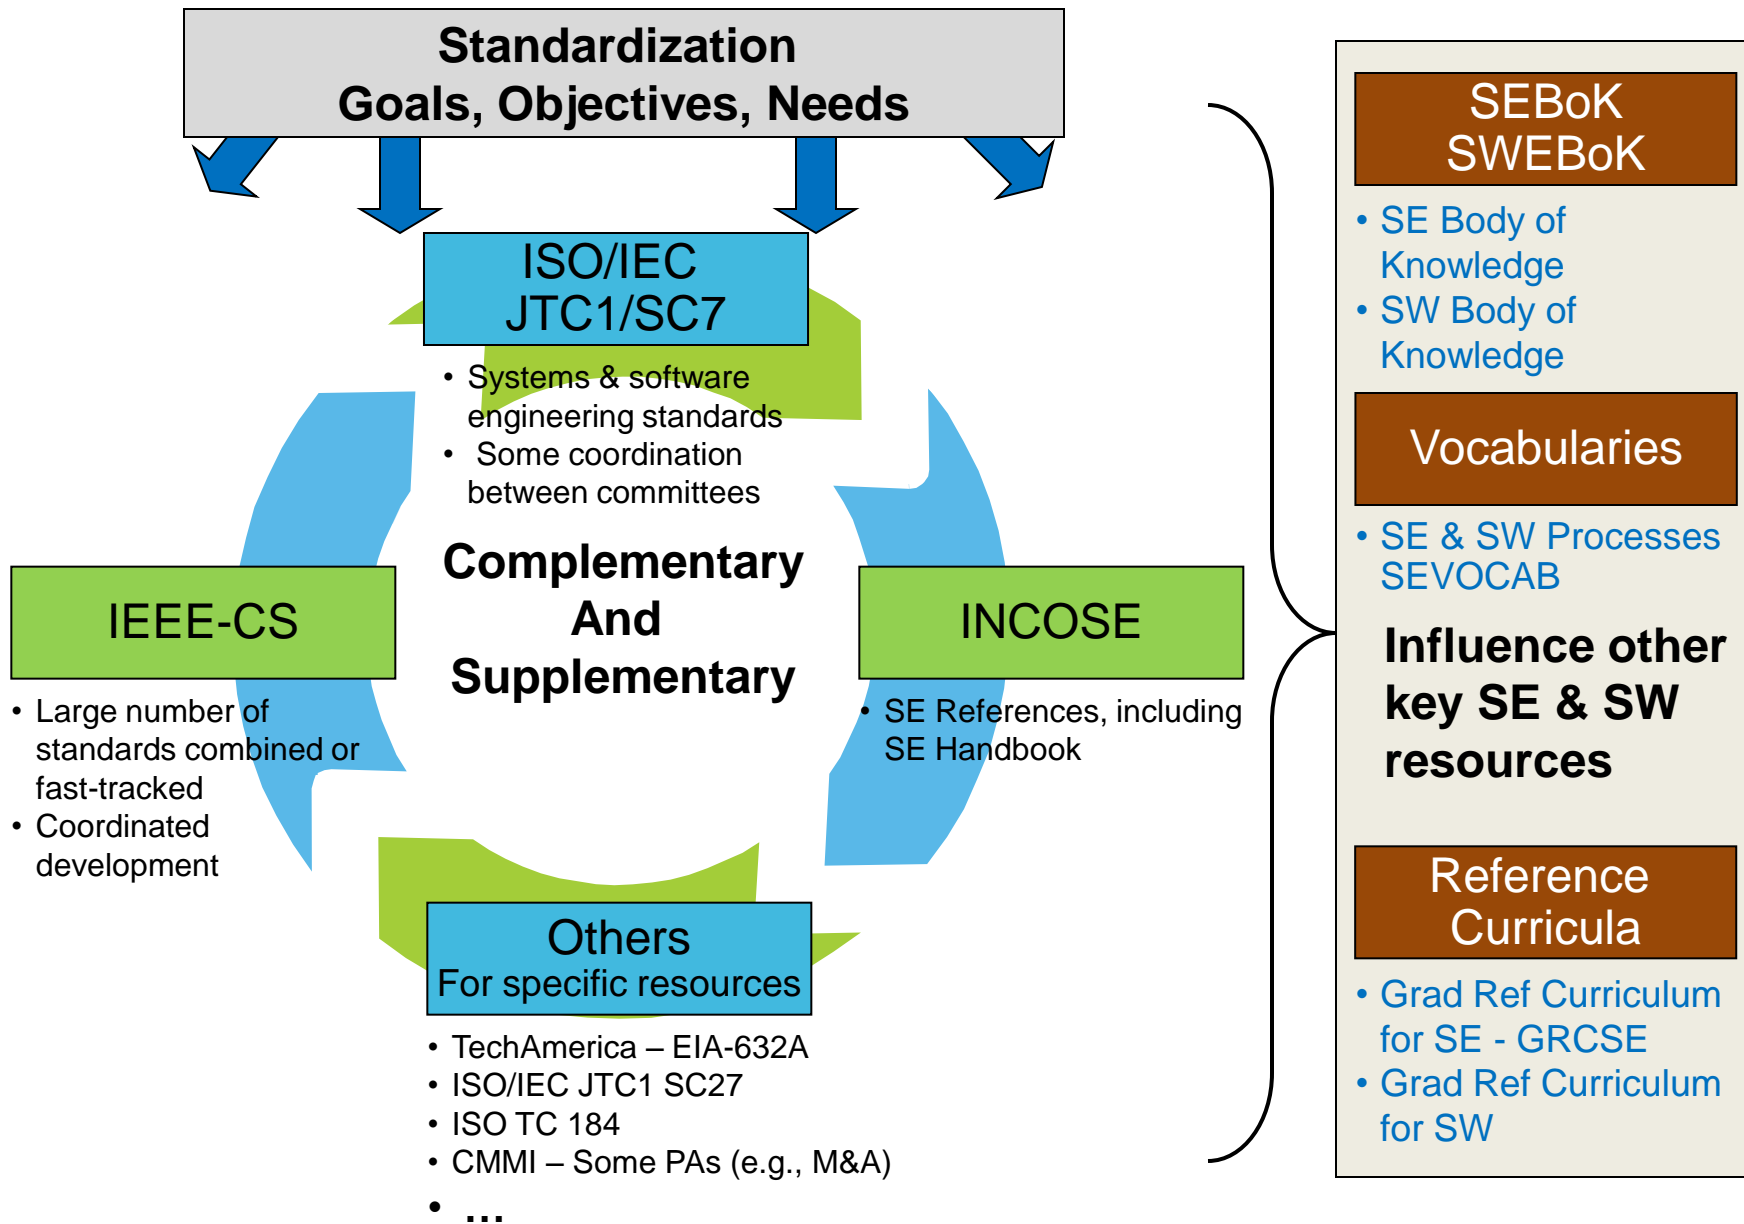 Standardization
Goals, Objectives, Needs
ISO/IEC
JTC1/SC7
• Systems & software
engineering standards
• Some coordination
between committees
Complementary
And
Supplementary
IEEE-CS
• Large number of
standards combined or
fast-tracked
• Coordinated
development
INCOSE
• SE References, including
SE Handbook
Others
For specific resources
• TechAmerica – EIA-632A
• ISO/IEC JTC1 SC27
• ISO TC 184
• CMMI – Some PAs (e.g., M&A)
• ...
SEBoK
SWEBoK
• SE Body of
Knowledge
• SW Body of
Knowledge
Vocabularies
• SE & SW Processes
SEVOCAB
Influence other
key SE & SW
resources
Reference
Curricula
• Grad Ref Curriculum
for SE - GRCSE
• Grad Ref Curriculum
for SW